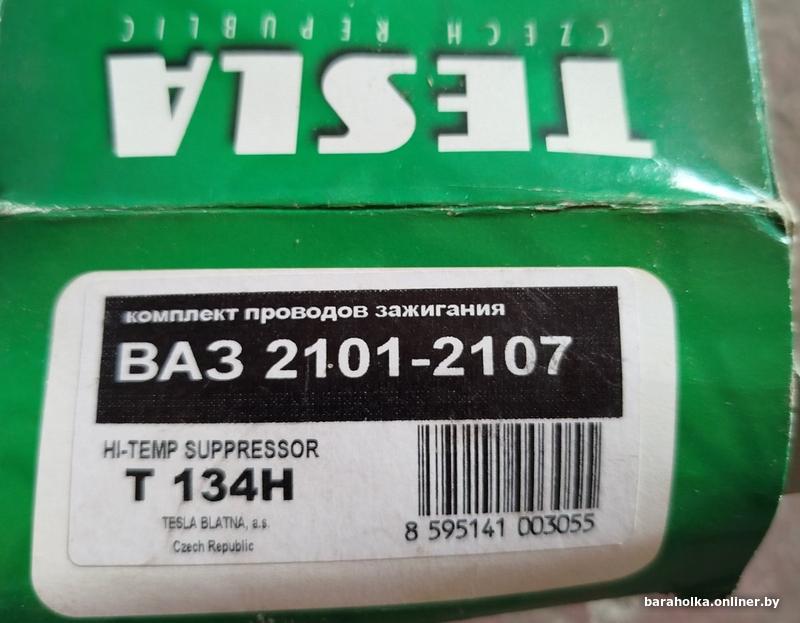 CZECH REPUBLIC
TESLA
комплект проводов зажигания
ВАЗ 2101-2107
HI-TEMP SUPPRESSOR
T 134H
TESLA BLATNA, a.s.
Czech Republic
8 595141 003055
baraholka.onliner.by